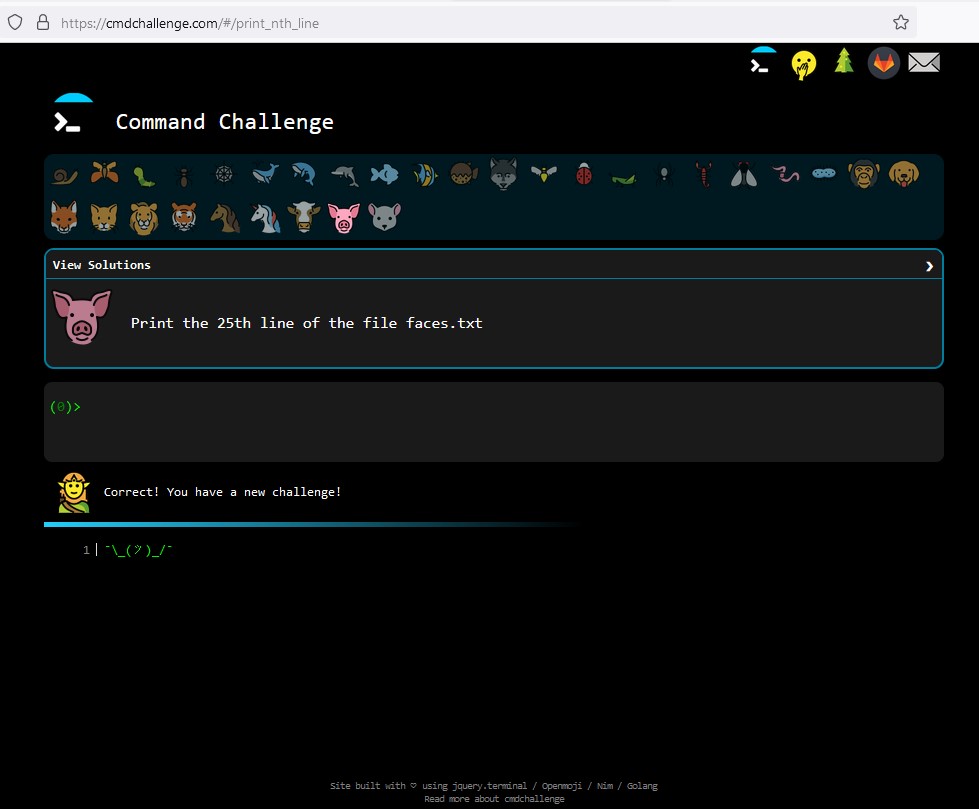 https://cmdchallenge.com/#/print_nth_line
Command Challenge
View Solutions
Print the 25th line of the file faces.txt
(0)>
Correct! You have a new challenge!
1 ¯\_(ツ)_/¯
Site built with ♡ using jquery.terminal / Openmoji / Nim / Golang
Read more about cmdchallenge